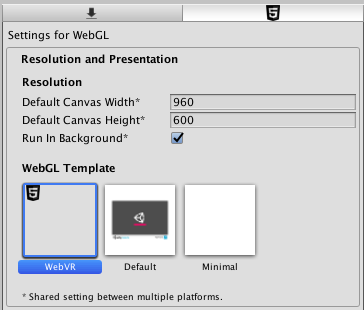 Settings for WebGL
Resolution and Presentation
Resolution
Default Canvas Width* 960
Default Canvas Height* 600
Run In Background*
WebGL Template
WebVR Default Minimal
* Shared setting between multiple platforms.